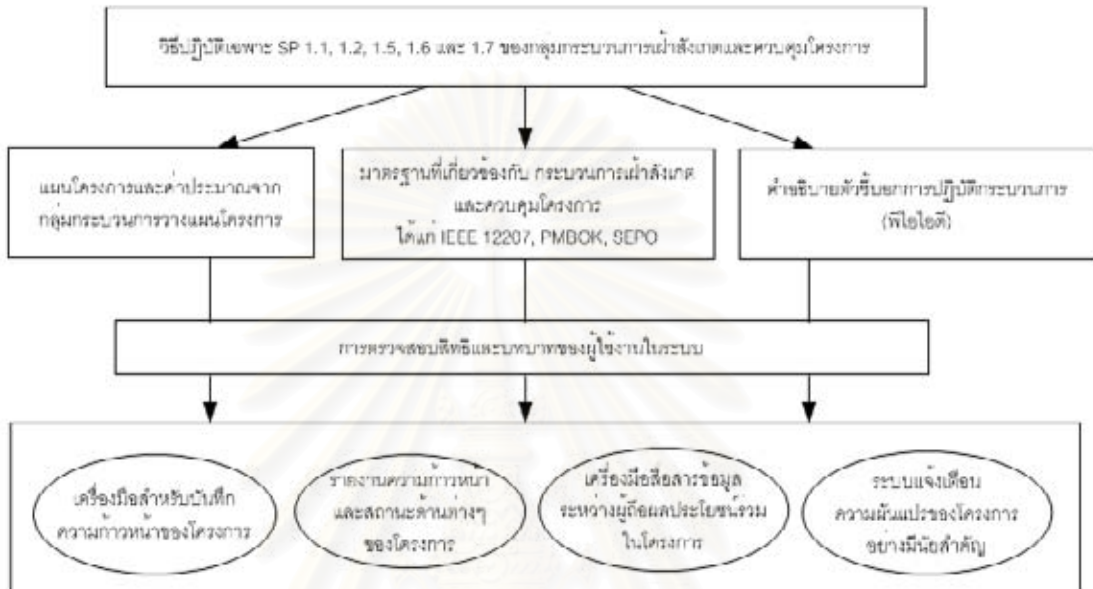 วิธีปฏิบัติเฉพาะ SP 1.1, 1.2, 1.5, 1.6 และ 1.7 ของกลุ่มกระบวนการเฝ้าสังเกตและควบคุมโครงการ
แผนโครงการและค่าประมาณจาก
กลุ่มกระบวนการวางแผนโครงการ
มาตรฐานที่เกี่ยวข้องกับ กระบวนการเฝ้าสังเกต
และควบคุมโครงการ
ได้แก่ IEEE 12207, PMBOK, SEPO
คำอธิบายตัวชี้บอกการปฏิบัติกระบวนการ
(พีไอไอดี)
การตรวจสอบสิทธิและบทบาทของผู้ใช้งานในระบบ
เครื่องมือสำหรับบันทึก
ความก้าวหน้าของโครงการ
รายงานความก้าวหน้า
และสถานะด้านต่างๆ
ของโครงการ
เครื่องมือสื่อสารข้อมูล
ระหว่างผู้ถือผลประโยชน์ร่วม
ในโครงการ
ระบบแจ้งเตือน
ความผันแปรของโครงการ
อย่างมีนัยสำคัญ